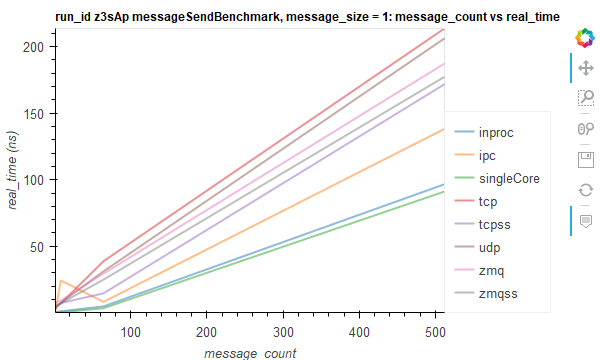 run_id z3sAp messageSendBenchmark, message_size = 1: message_count vs real_time
200
150
100
50
real_time (ns)
100
200
300
400
500
message_count
inproc
ipc
singleCore
tcp
tcpss
udp
zmq
zmqss